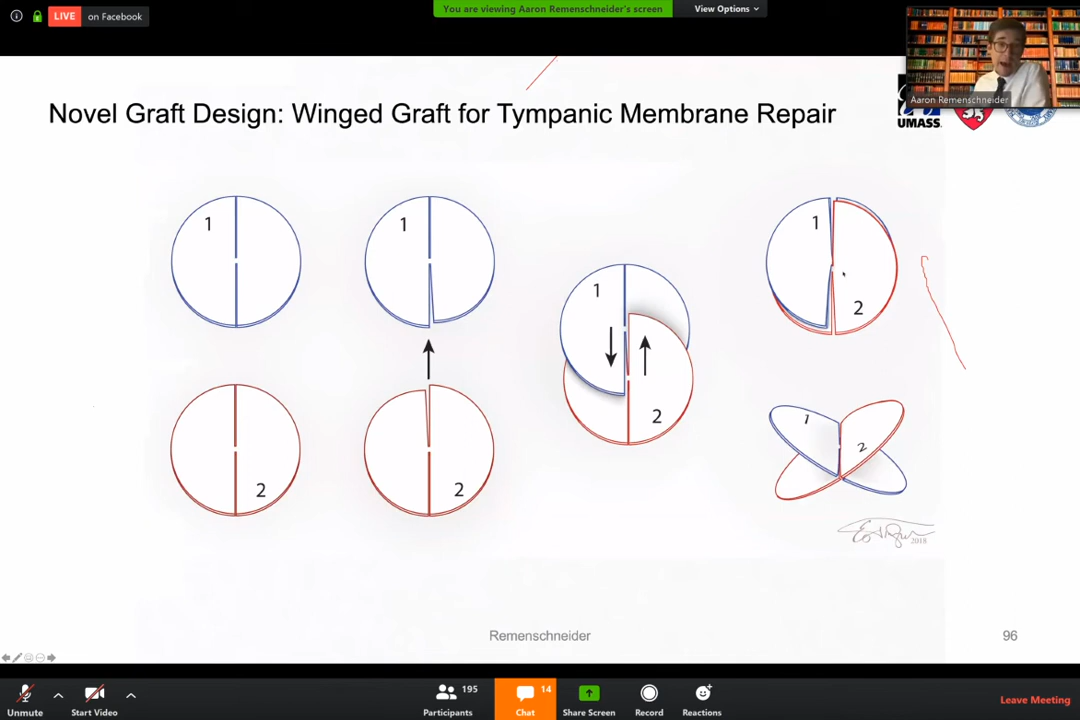 LIVE on Facebook
You are viewing Aaron Remenschneider's screen
View Options
Aaron Remenschneider
UMASS
Novel Graft Design: Winged Graft for Tympanic Membrane Repair
1
1
1
1
2
2
2
2
1
2
2018
Remenschneider
96
Unmute
Start Video
195
Participants
14
Chat
Share Screen
Record
Reactions
Leave Meeting